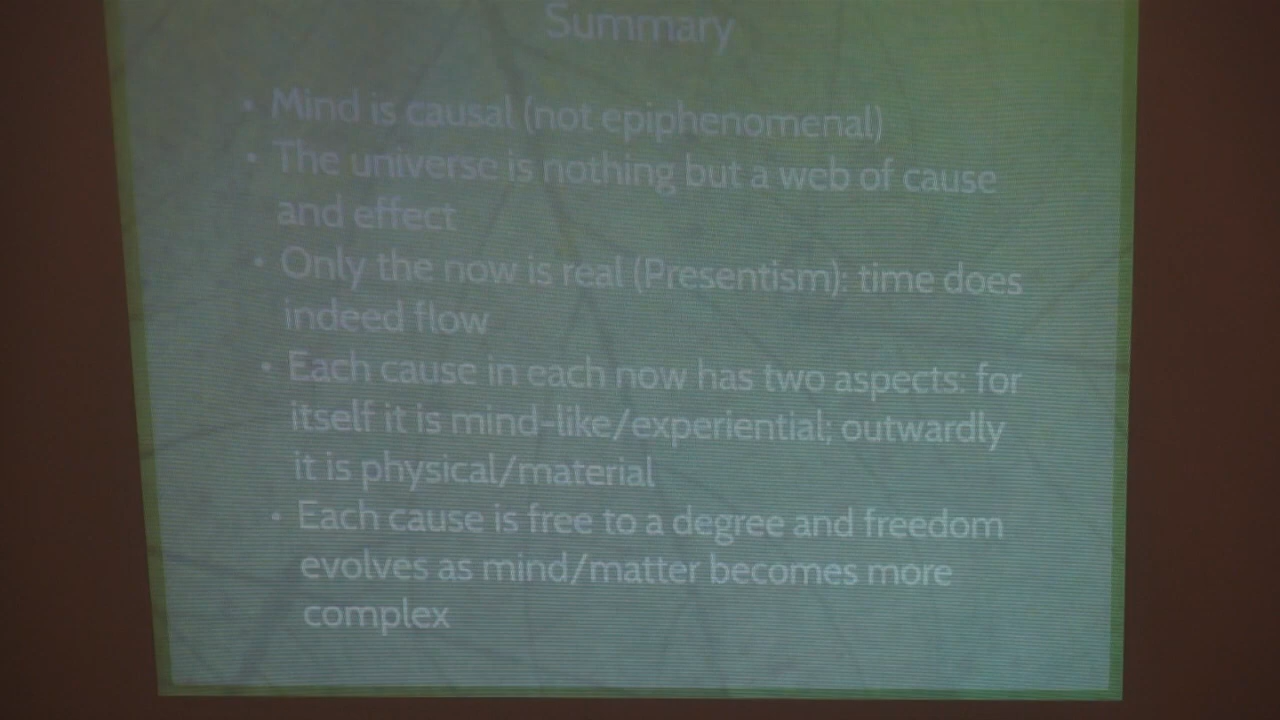 Summary
• Mind is causal (not epiphenomenal)
• The universe is nothing but a web of cause
and effect
• Only the now is real (Presentism): time does
indeed flow
• Each cause in each now has two aspects: for
itself it is mind-like/experiential; outwardly
it is physical/material
• Each cause is free to a degree and freedom
evolves as mind/matter becomes more
complex